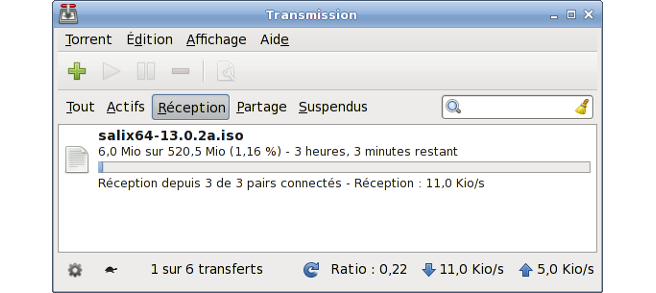 Transmission
Torrent Édition Affichage Aide
Tout Actifs Réception Partage Suspendus
salix64-13.0.2a.iso
6,0 Mio sur 520,5 Mio (1,16 %) - 3 heures, 3 minutes restant
Réception depuis 3 de 3 pairs connectés - Réception : 11,0 Kio/s
1 sur 6 transferts Ratio : 0,22 11,0 Kio/s 5,0 Kio/s